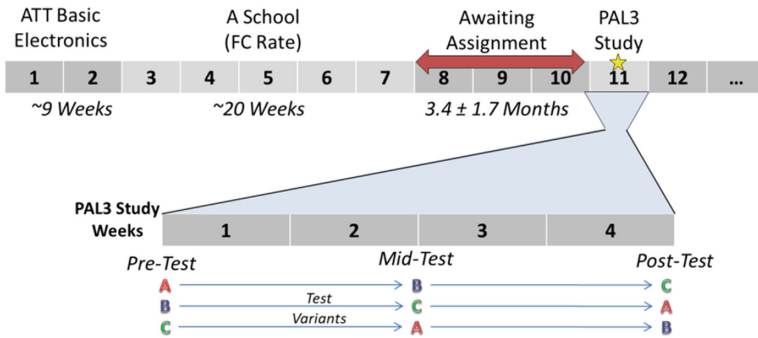 ATT Basic
Electronics
A School
(FC Rate)
Awaiting
Assignment
PAL3
Study
1 2 3 4 5 6 7 8 9 10 11 12 ...
~9 Weeks ~20 Weeks 3.4 ± 1.7 Months
PAL3 Study
Weeks
1 2 3 4
Pre-Test Mid-Test Post-Test
A B C
B Test C A
C Variants A B